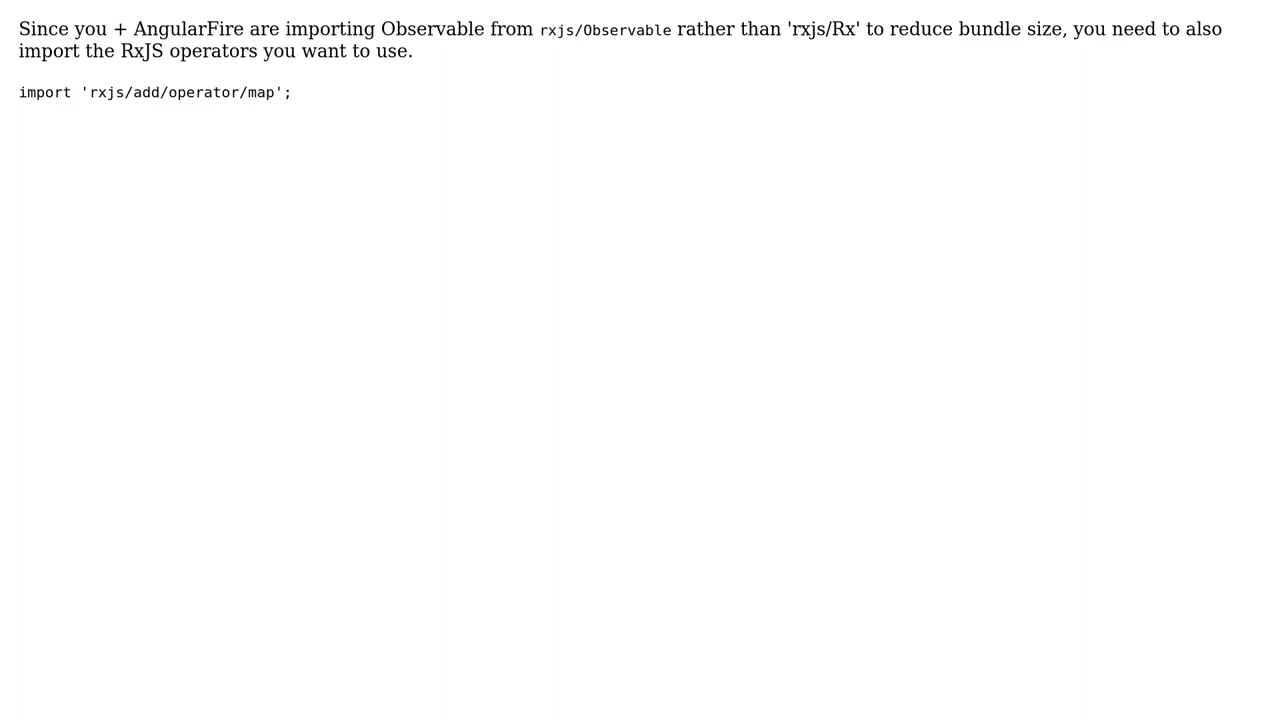 Since you + AngularFire are importing Observable from rxjs/Observable rather than 'rxjs/Rx' to reduce bundle size, you need to also
import the RxJS operators you want to use.
import 'rxjs/add/operator/map';